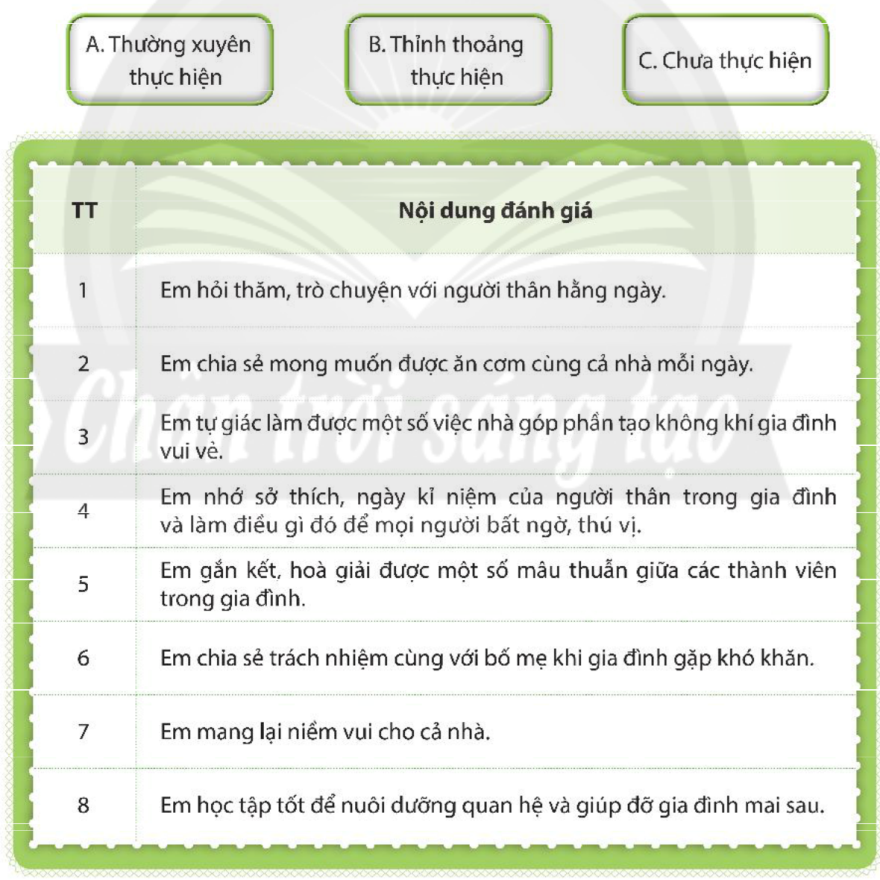 A. Thường xuyên
thực hiện
B. Thỉnh thoảng
thực hiện
C. Chưa thực hiện
TT
Nội dung đánh giá
1
Em hỏi thăm, trò chuyện với người thân hằng ngày.
2
Em chia sẻ mong muốn được ăn cơm cùng cả nhà mỗi ngày.
3
Em tự giác làm được một số việc nhà góp phần tạo không khí gia đình
vui vẻ.
4
Em nhớ sở thích, ngày kỉ niệm của người thân trong gia đình
và làm điều gì đó để mọi người bất ngờ, thú vị.
5
Em gắn kết, hoà giải được một số mâu thuẫn giữa các thành viên
trong gia đình.
6
Em chia sẻ trách nhiệm cùng với bố mẹ khi gia đình gặp khó khăn.
7
Em mang lại niềm vui cho cả nhà.
8
Em học tập tốt để nuôi dưỡng quan hệ và giúp đỡ gia đình mai sau.
Chân trời sáng tạo